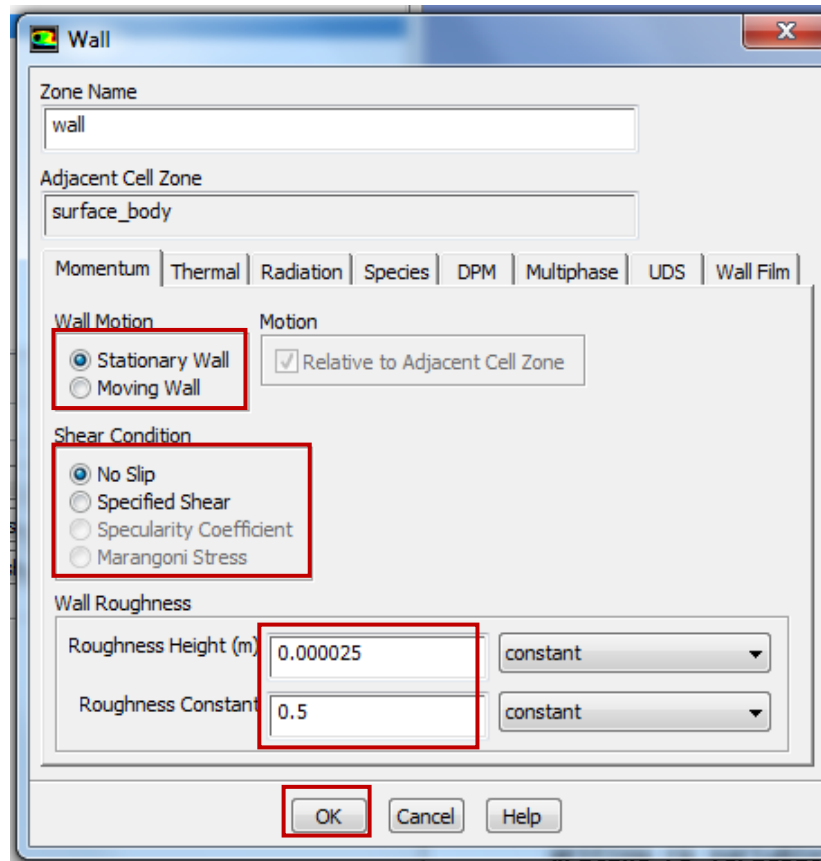 Wall
X
Zone Name
wall
Adjacent Cell Zone
surface_body
Momentum Thermal Radiation Species DPM Multiphase UDS Wall Film
Wall Motion Motion
Stationary Wall Relative to Adjacent Cell Zone
Moving Wall
Shear Condition
No Slip
Specified Shear
Specularity Coefficient
Marangoni Stress
Wall Roughness
Roughness Height (m) 0.000025 constant
Roughness Constant 0.5 constant
OK Cancel Help